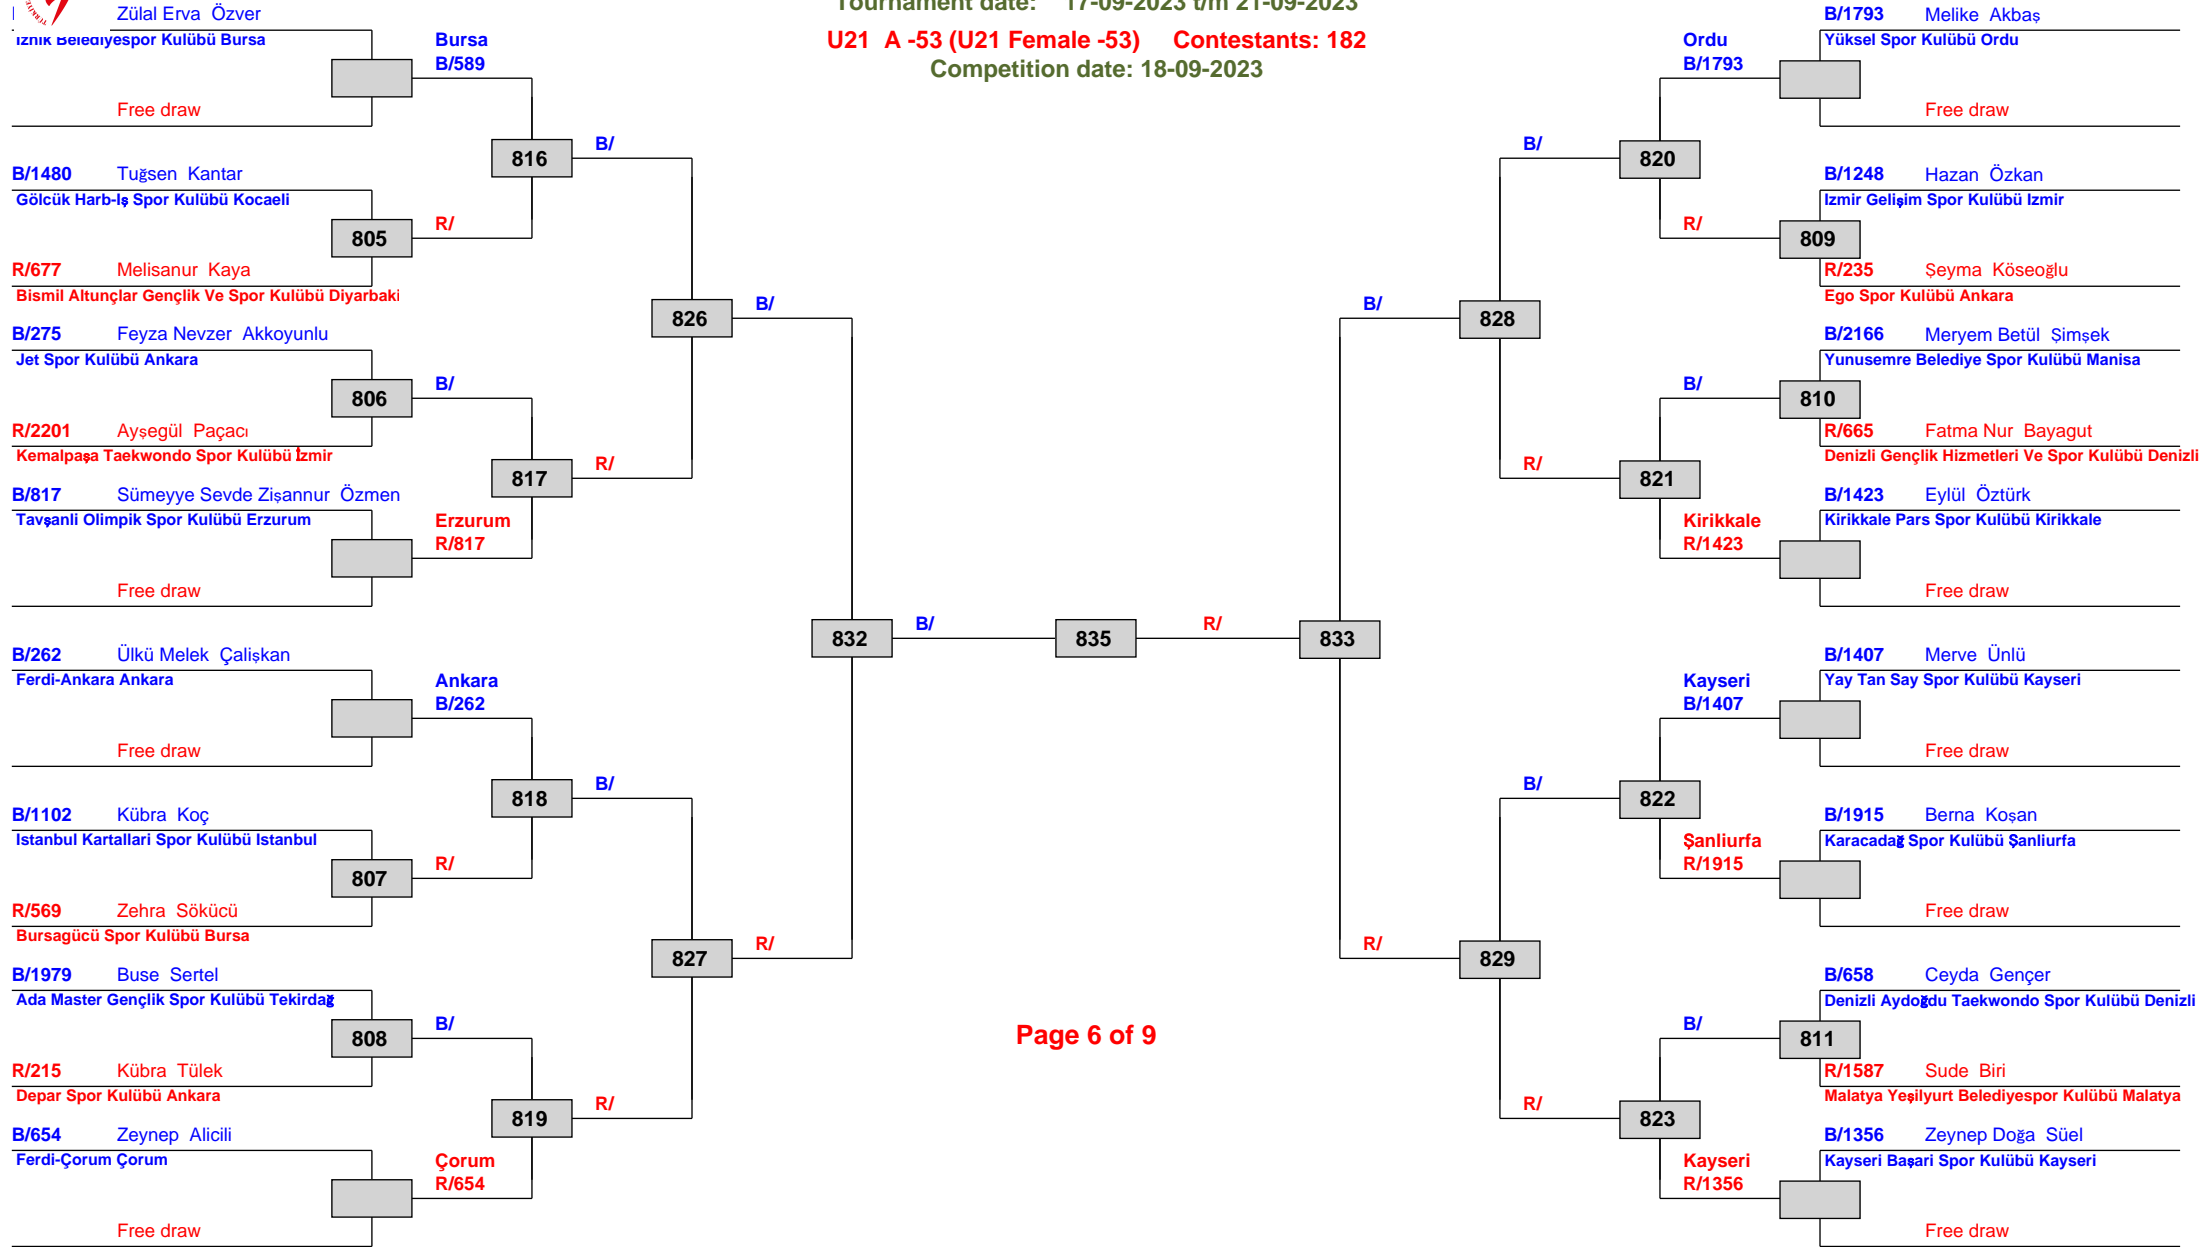 Tournament date: 17-09-2023 t/m 21-09-2023
U21 A -53 (U21 Female -53) Contestants: 182
Competition date: 18-09-2023
Zülal Erva Özver
Iznik Belediyespor Kulübü Bursa
Free draw
B/1480 Tuğsen Kantar
Gölcük Harb-Iş Spor Kulübü Kocaeli
R/677 Melisanur Kaya
Bismil Altunçlar Gençlik Ve Spor Kulübü Diyarbaki
B/275 Feyza Nevzer Akkoyunlu
Jet Spor Kulübü Ankara
R/2201 Ayşegül Paçacı
Kemalpaşa Taekwondo Spor Kulübü İzmir
B/817 Sümeyye Sevde Zişannur Özmen
Tavşanli Olimpik Spor Kulübü Erzurum
Free draw
B/262 Ülkü Melek Çalişkan
Ferdi-Ankara Ankara
Free draw
B/1102 Kübra Koç
Istanbul Kartallari Spor Kulübü Istanbul
R/569 Zehra Sökücü
Bursagücü Spor Kulübü Bursa
B/1979 Buse Sertel
Ada Master Gençlik Spor Kulübü Tekirdağ
R/215 Kübra Tülek
Depar Spor Kulübü Ankara
B/654 Zeynep Alicili
Ferdi-Çorum Çorum
Free draw
805
806
807
808
Bursa
B/589
R/
B/
Erzurum
R/817
Ankara
B/262
R/
B/
Çorum
R/654
816
817
818
819
B/
R/
B/
R/
826
827
B/
R/
832
B/
835
R/
833
B/
R/
828
829
B/
R/
B/
R/
820
821
822
823
Ordu
B/1793
R/
B/
Kirikkale
R/1423
Kayseri
B/1407
Şanliurfa
R/1915
B/
Kayseri
R/1356
809
810
811
B/1793 Melike Akbaş
Yüksel Spor Kulübü Ordu
Free draw
B/1248 Hazan Özkan
Izmir Gelişim Spor Kulübü Izmir
R/235 Şeyma Köseoğlu
Ego Spor Kulübü Ankara
B/2166 Meryem Betül Şimşek
Yunusemre Belediye Spor Kulübü Manisa
R/665 Fatma Nur Bayagut
Denizli Gençlik Hizmetleri Ve Spor Kulübü Denizli
B/1423 Eylül Öztürk
Kirikkale Pars Spor Kulübü Kirikkale
Free draw
B/1407 Merve Ünlü
Yay Tan Say Spor Kulübü Kayseri
Free draw
B/1915 Berna Koşan
Karacadağ Spor Kulübü Şanliurfa
Free draw
B/658 Ceyda Gençer
Denizli Aydoğdu Taekwondo Spor Kulübü Denizli
R/1587 Sude Biri
Malatya Yeşilyurt Belediyespor Kulübü Malatya
B/1356 Zeynep Doğa Süel
Kayseri Başari Spor Kulübü Kayseri
Free draw
Page 6 of 9